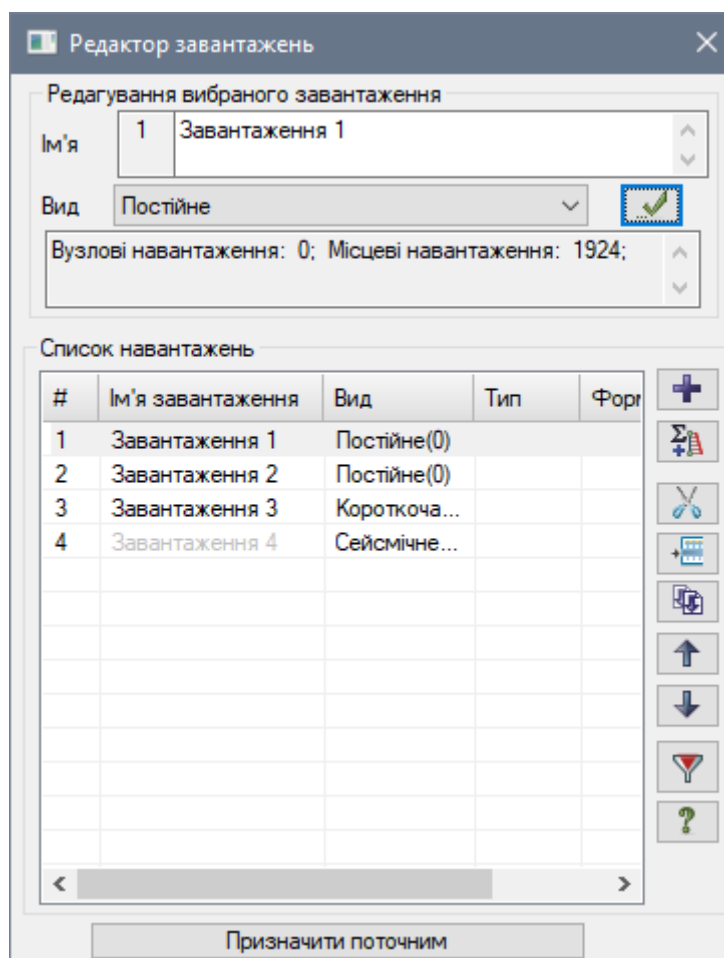 Редактор завантажень
Редагування вибраного завантаження
Ім'я 1 Завантаження 1
Вид Постійне
Вузлові навантаження: 0; Місцеві навантаження: 1924;
Список навантажень
# Ім'я завантаження Вид Тип Форм
1 Завантаження 1 Постійне(0)
2 Завантаження 2 Постійне(0)
3 Завантаження 3 Короткоча...
4 Завантаження 4 Сейсмічне...
Призначити поточним